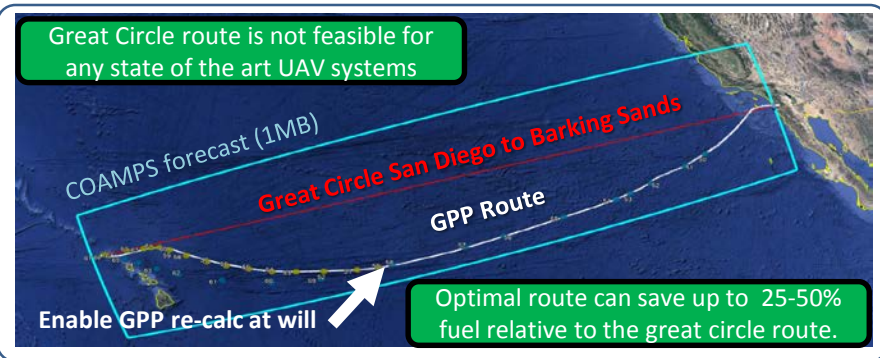 Great Circle route is not feasible for
any state of the art UAV systems
COAMPS forecast (1MB)
Great Circle San Diego to Barking Sands
GPP Route
Enable GPP re-calc at will
Optimal route can save up to 25-50%
fuel relative to the great circle route.